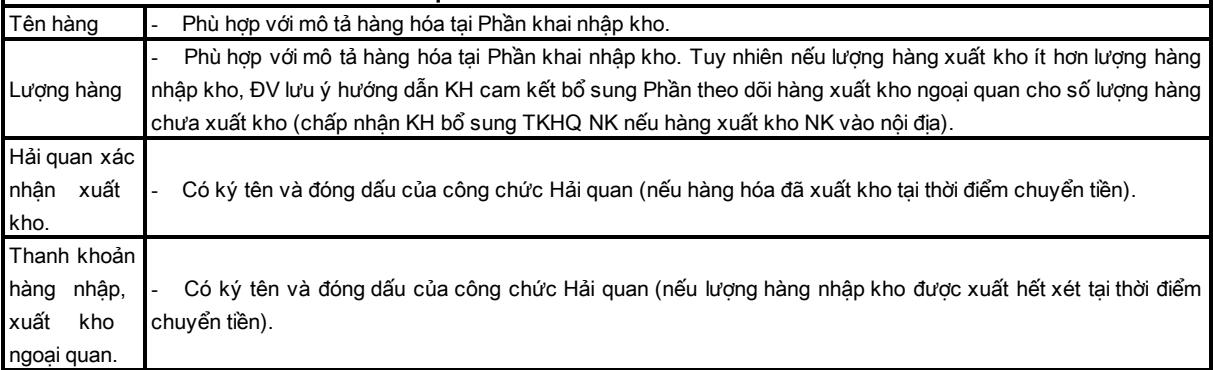 Tên hàng
- Phù hợp với mô tả hàng hóa tại Phần khai nhập kho.
Lượng hàng
- Phù hợp với mô tả hàng hóa tại Phần khai nhập kho. Tuy nhiên nếu lượng hàng xuất kho ít hơn lượng hàng
nhập kho, ĐV lưu ý hướng dẫn KH cam kết bổ sung Phần theo dõi hàng xuất kho ngoại quan cho số lượng hàng
chưa xuất kho (chấp nhận KH bổ sung TKHQ NK nếu hàng xuất kho NK vào nội địa).
Hải quan xác
nhận xuất
kho.
- Có ký tên và đóng dấu của công chức Hải quan (nếu hàng hóa đã xuất kho tại thời điểm chuyển tiền).
Thanh khoản
hàng nhập,
xuất kho
ngoại quan.
- Có ký tên và đóng dấu của công chức Hải quan (nếu lượng hàng nhập kho được xuất hết xét tại thời điểm
chuyển tiền).